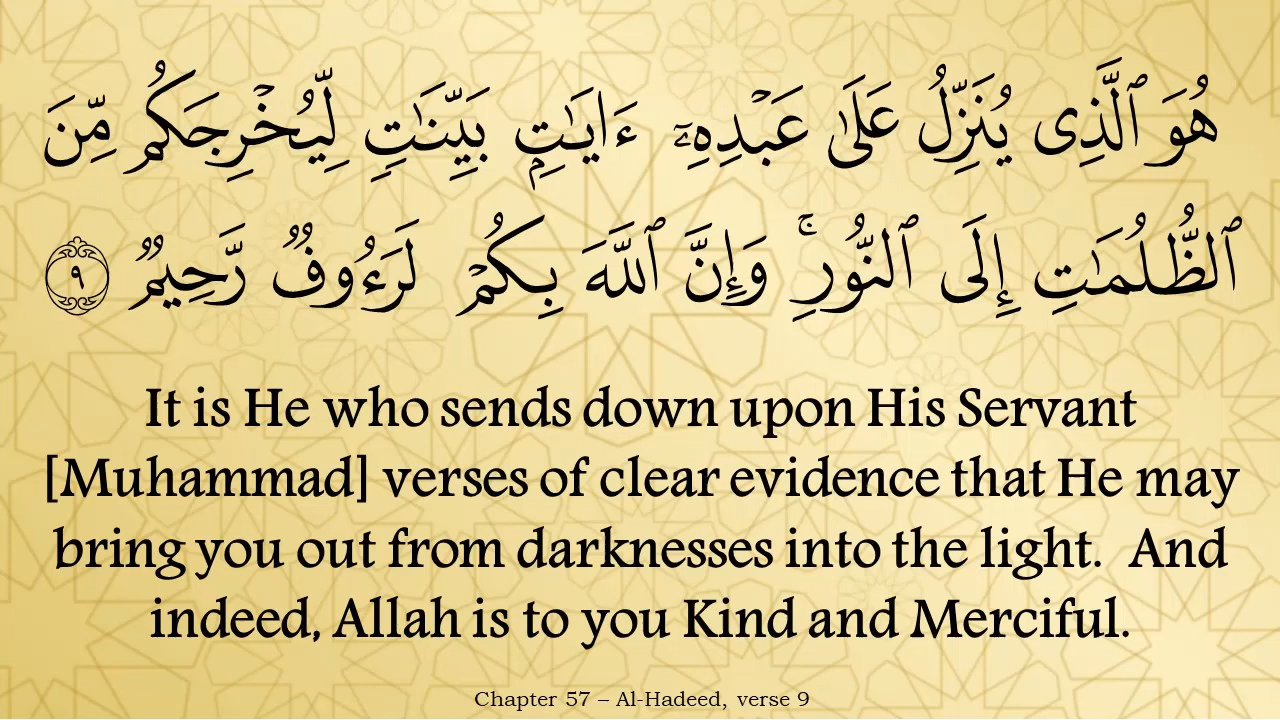 هُوَ ٱلَّذِى يُنَزِّلُ عَلَىٰ عَبْدِهِۦٓ ءَايَـٰتٍۭ بَيِّنَـٰتٍ لِّيُخْرِجَكُم مِّنَ
ٱلظُّلُمَـٰتِ إِلَى ٱلنُّورِ ۚ وَإِنَّ ٱللَّهَ بِكُمْ لَرَءُوفٌ رَّحِيمٌ ٩
It is He who sends down upon His Servant
[Muhammad] verses of clear evidence that He may
bring you out from darknesses into the light.  And
indeed, Allah is to you Kind and Merciful.
Chapter 57 – Al-Hadeed, verse 9